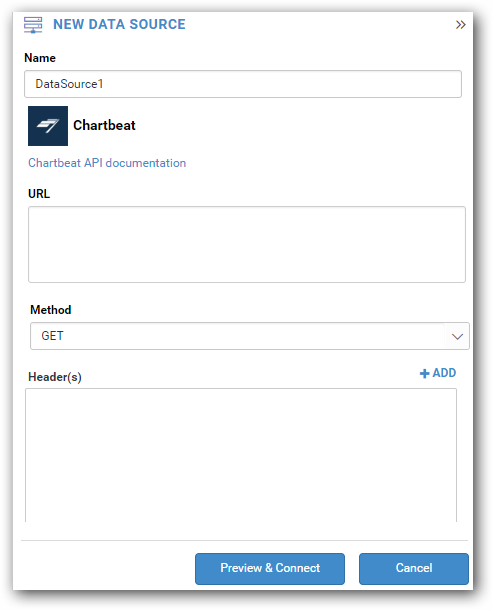 NEW DATA SOURCE
Name
DataSource1
Chartbeat
Chartbeat API documentation
URL
Method
GET
Header(s)
+ ADD
Preview & Connect
Cancel